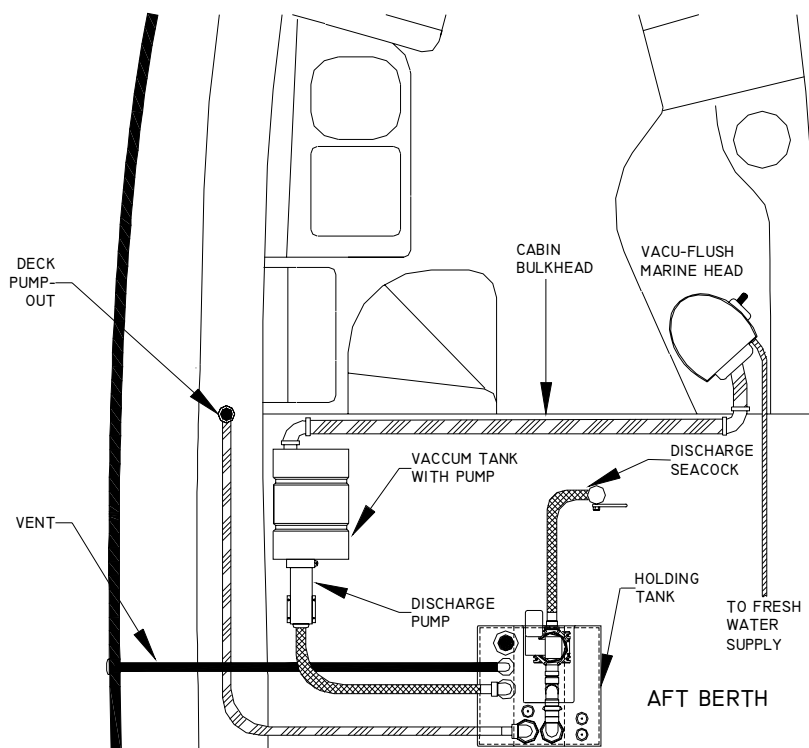 DECK
PUMP-
OUT
CABIN
BULKHEAD
VACU-FLUSH
MARINE HEAD
VACCUM TANK
WITH PUMP
DISCHARGE
SEACOCK
VENT
DISCHARGE
PUMP
HOLDING
TANK
TO FRESH
WATER
SUPPLY
AFT BERTH